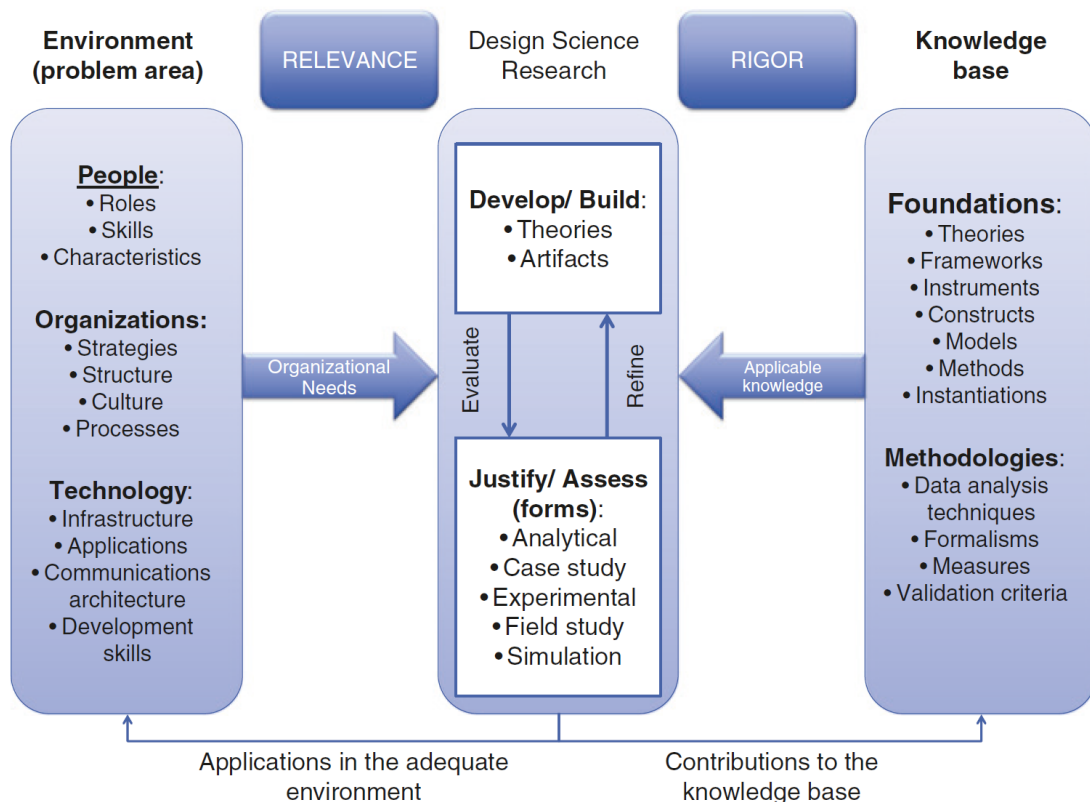 Environment
(problem area)
RELEVANCE
Design Science
Research
RIGOR
Knowledge
base
People:
• Roles
• Skills
• Characteristics
Organizations:
• Strategies
• Structure
• Culture
• Processes
Technology:
• Infrastructure
• Applications
• Communications
architecture
• Development
skills
Organizational
Needs
Develop/ Build:
• Theories
• Artifacts
Evaluate
Refine
Justify/ Assess
(forms):
• Analytical
• Case study
• Experimental
• Field study
• Simulation
Applicable
knowledge
Foundations:
• Theories
• Frameworks
• Instruments
• Constructs
• Models
• Methods
• Instantiations
Methodologies:
• Data analysis
techniques
• Formalisms
• Measures
• Validation criteria
Applications in the adequate
environment
Contributions to the
knowledge base